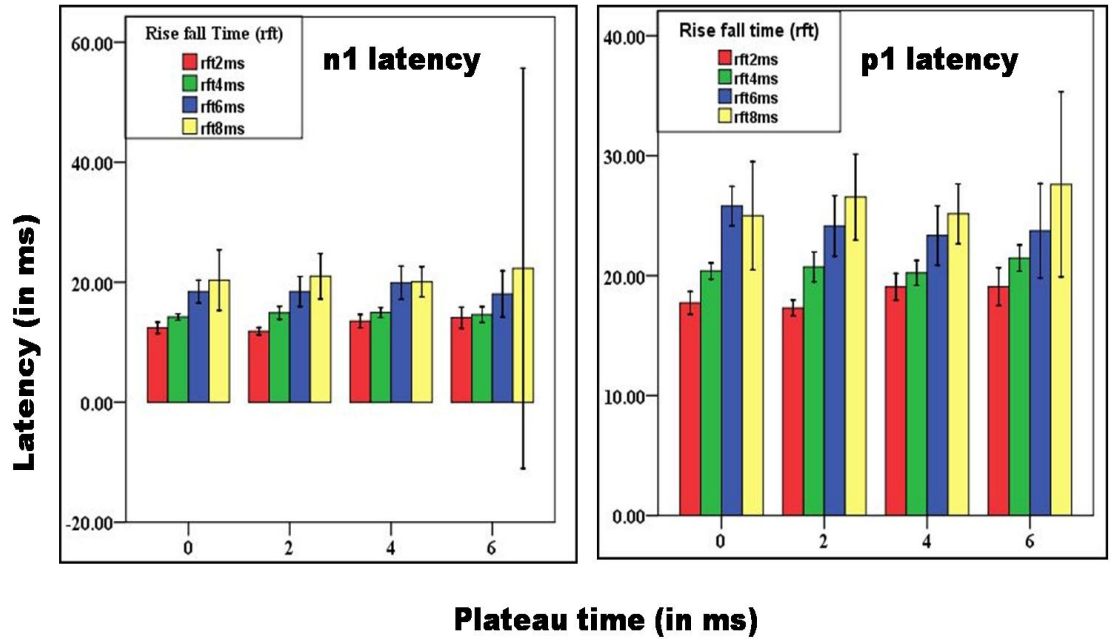 Latency (in ms)
Rise fall Time (rft)
rft2ms
rft4ms
rft6ms
rft8ms
n1 latency
60.00
40.00
20.00
0.00
-20.00
0 2 4 6
Rise fall time (rft)
rft2ms
rft4ms
rft6ms
rft8ms
p1 latency
40.00
30.00
20.00
10.00
0.00
0 2 4 6
Plateau time (in ms)